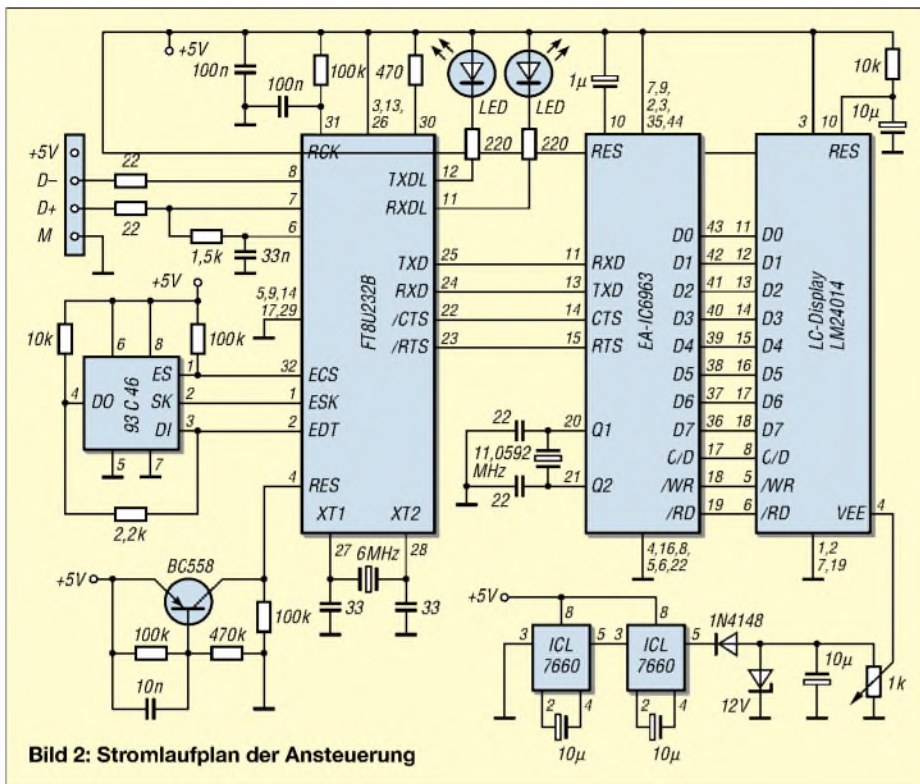 +5V
100n
100n
100k
470
LED
LED
1µ
7,9,
2,3,
35,44
10k
10µ
31
3,13,
26
30
10
3
10
+5V
D–
D+
M
22
22
1,5k
33n
8
7
6
RCK
TXDL
RXDL
12
11
220
220
RES
RES
FT8U232B
TXD
RXD
/CTS
/RTS
25
24
22
23
11
13
14
15
RXD
TXD
CTS
RTS
EA-IC6963
D0
D1
D2
D3
D4
D5
D6
D7
C/D
/WR
/RD
43
42
41
40
39
38
37
36
17
18
19
11
12
13
14
15
16
17
18
8
5
6
D0
D1
D2
D3
D4
D5
D6
D7
C/D
/WR
/RD
LC-Display
LM24014
VEE
4
5,9,14
17,29
+5V
10k
100k
6
8
4
DO
93 C 46
ES
SK
DI
1
2
3
5
7
2,2k
32
1
2
4
ECS
ESK
EDT
RES
XT1
XT2
27
28
6MHz
33
33
22
11,0592
MHz
22
20
21
Q1
Q2
4,16,8,
5,6,22
1,2
7,19
BC558
+5V
100k
470k
100k
10n
+5V
8
8
3
ICL
7660
5
3
ICL
7660
5
2
4
10µ
2
4
10µ
1N4148
12V
10µ
1k
Bild 2: Stromlaufplan der Ansteuerung